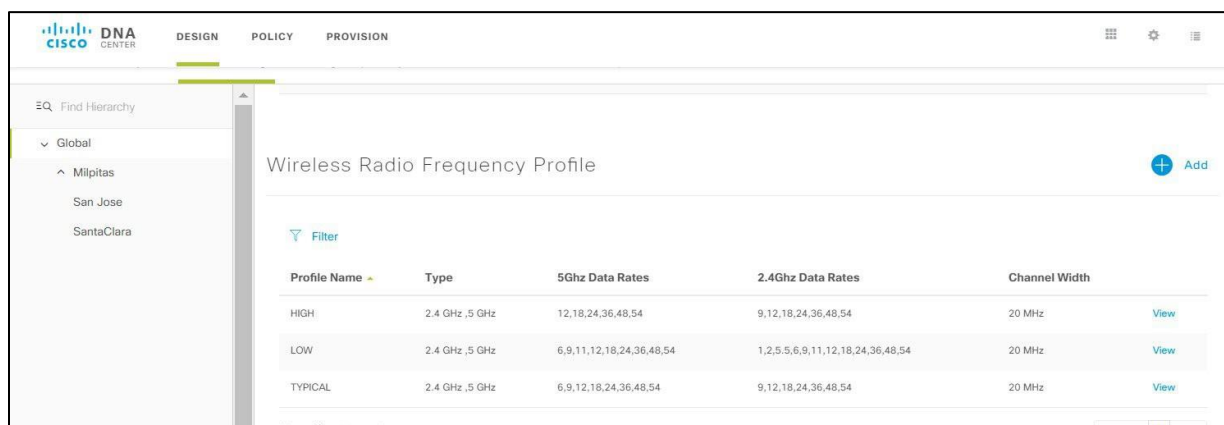 CISCO DNA CENTER
DESIGN POLICY PROVISION
Find Hierarchy
Global
Milpitas
San Jose
SantaClara
Wireless Radio Frequency Profile
Add
Filter
Profile Name Type 5Ghz Data Rates 2.4Ghz Data Rates Channel Width
HIGH 2.4 GHz ,5 GHz 12,18,24,36,48,54 9,12,18,24,36,48,54 20 MHz View
LOW 2.4 GHz ,5 GHz 6,9,11,12,18,24,36,48,54 1,2,5.5,6,9,11,12,18,24,36,48,54 20 MHz View
TYPICAL 2.4 GHz ,5 GHz 6,9,12,18,24,36,48,54 9,12,18,24,36,48,54 20 MHz View